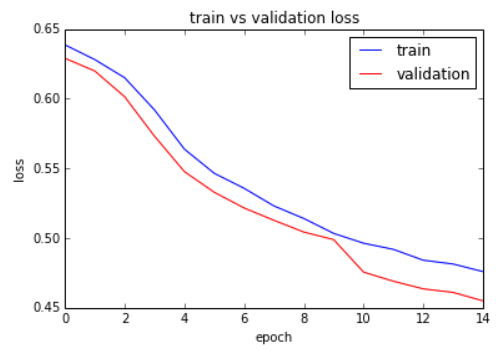 train vs validation loss
0.65
0.60
0.55
0.50
0.45
loss
train
validation
0 2 4 6 8 10 12 14
epoch